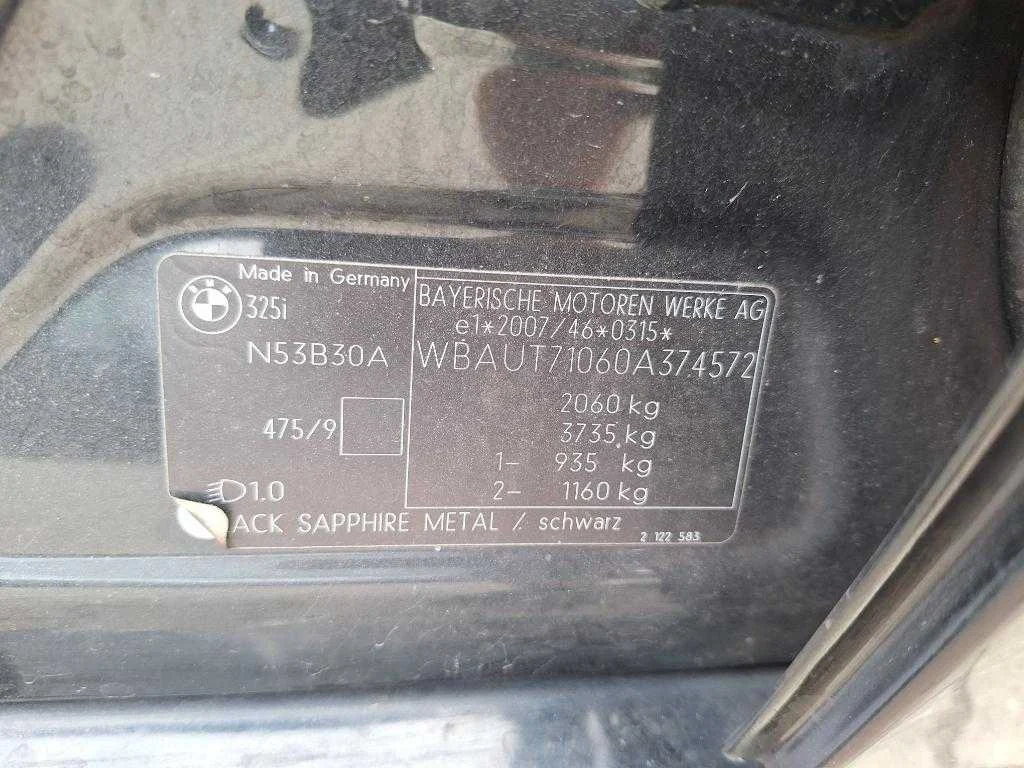 BMW
Made in Germany
325i
N53B30A
475/9
1.0
BAYERISCHE MOTOREN WERKE AG
e1*2007/46*0315*
WBAUT71060A374572
2060 kg
3735 kg
1- 935 kg
2- 1160 kg
ACK SAPPHIRE METAL / schwarz
2 122 583